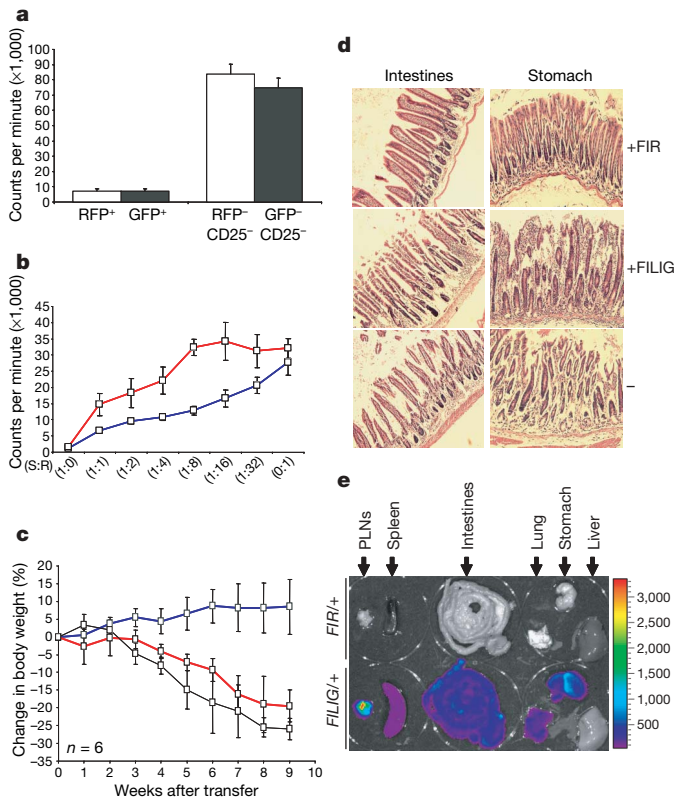 a
Counts per minute (×1,000)
100
90
80
70
60
50
40
30
20
10
0
RFP⁺ GFP⁺ RFP⁻ GFP⁻
CD25⁻ CD25⁻
b
Counts per minute (×1,000)
45
40
35
30
25
20
15
10
5
0
(S:R) (1:0) (1:1) (1:2) (1:4) (1:8) (1:16) (1:32) (0:1)
c
Change in body weight (%)
20
15
10
5
0
−5
−10
−15
−20
−25
−30
−35
n = 6
0 1 2 3 4 5 6 7 8 9 10
Weeks after transfer
d
Intestines Stomach
+FIR
+FILIG
–
e
PLNs
Spleen
Intestines
Lung
Stomach
Liver
FIR/+
FILIG/+
3,000
2,500
2,000
1,500
1,000
500